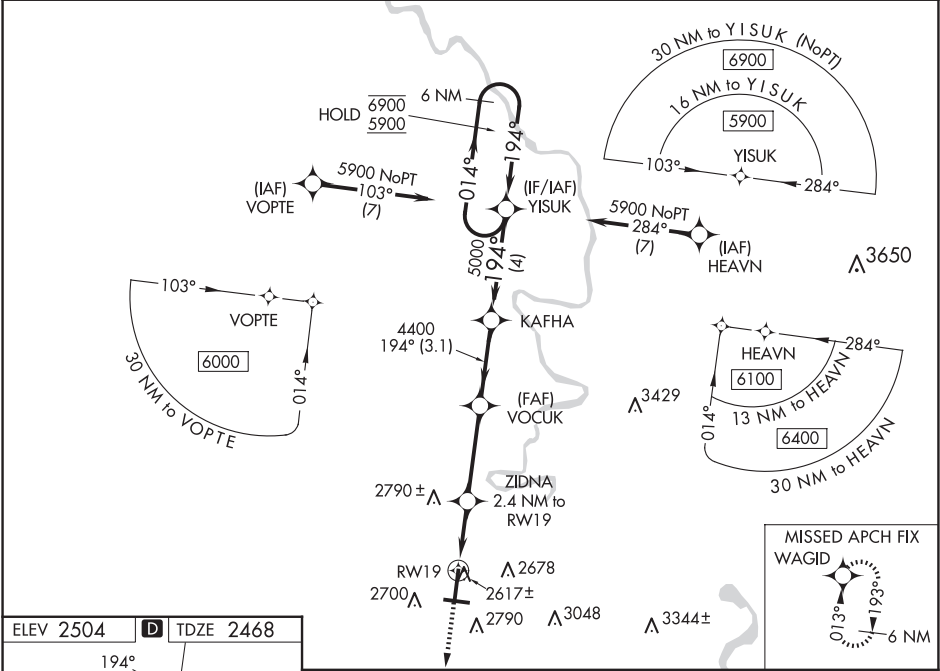 30 NM to YISUK (NoPT)
6900
16 NM to YISUK
5900
YISUK
103°
284°
6 NM
HOLD
6900
5900
014°
194°
(IAF)
VOPTE
5900 NoPT
103°
(7)
(IF/IAF)
YISUK
5900 NoPT
284°
(7)
(IAF)
HEAVN
3650
5000
194°
(4)
103°
VOPTE
6000
014°
30 NM to VOPTE
KAFHA
4400
194° (3.1)
(FAF)
VOCUK
3429
HEAVN
284°
6100
13 NM to HEAVN
014°
6400
30 NM to HEAVN
2790 ±
ZIDNA
2.4 NM to
RW19
RW19
2678
2617±
2700
2790
3048
3344±
MISSED APCH FIX
WAGID
013°
193°
6 NM
ELEV 2504 D TDZE 2468
194°